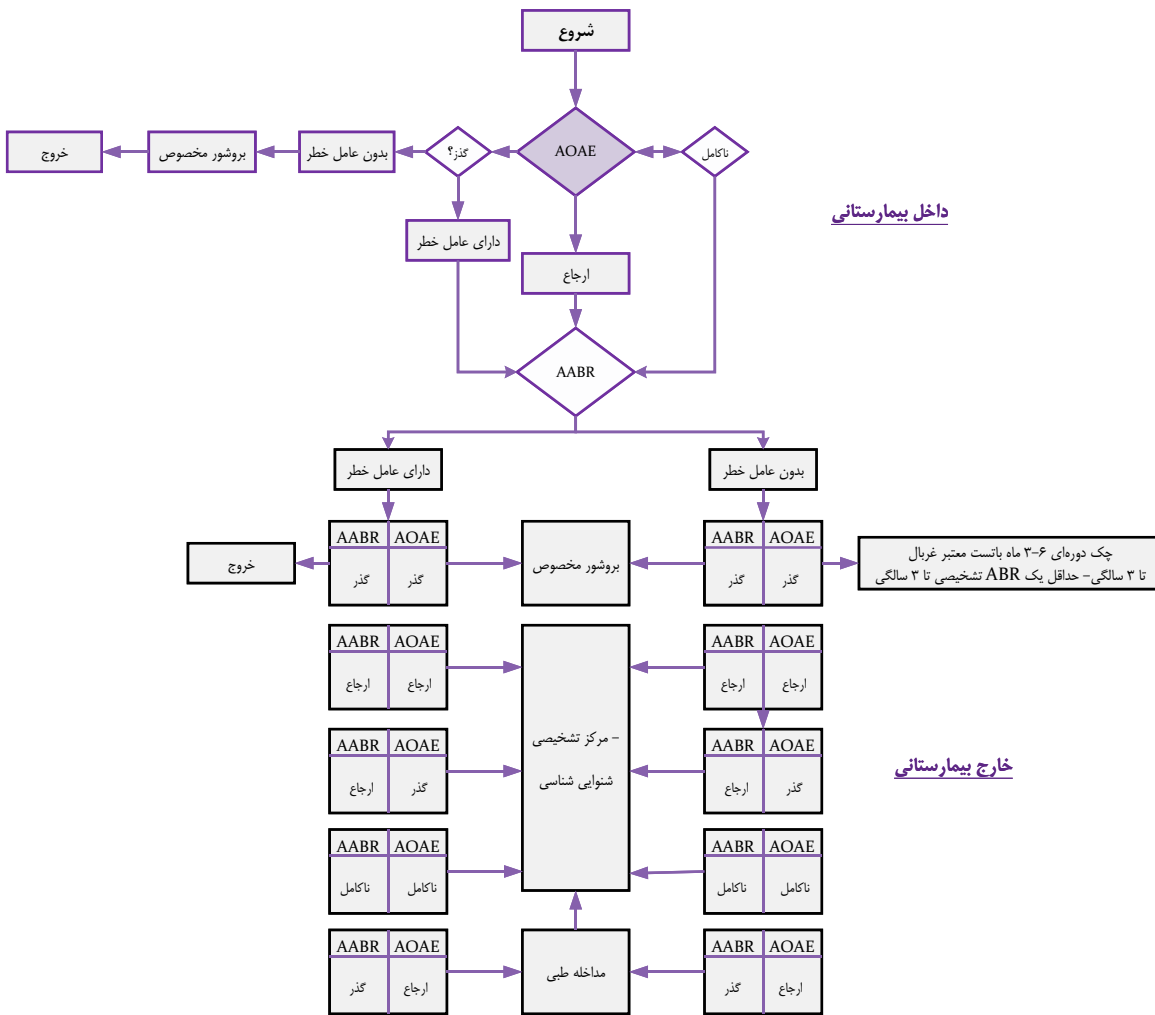 شروع
AOAE
ناکامل
گذز؟
بدون عامل خطر
بروشور مخصوص
خروج
داخل بیمارستانی
دارای عامل خطر
ارجاع
AABR
بدون عامل خطر
دارای عامل خطر
AABR AOAE
گذر گذر
چک دوره‌ای ۶-۳ ماه باتست معتبر غربال
تا ۳ سالگی- حداقل یک ABR تشخیصی تا ۳ سالگی
بروشور مخصوص
AABR AOAE
گذر گذر
خروج
AABR AOAE
ارجاع ارجاع
AABR AOAE
ارجاع ارجاع
- مرکز تشخیصی
شنوایی شناسی
AABR AOAE
ارجاع گذر
AABR AOAE
ارجاع گذر
خارج بیمارستانی
AABR AOAE
ناکامل ناکامل
AABR AOAE
ناکامل ناکامل
AABR AOAE
گذر ارجاع
مداخله طبی
AABR AOAE
گذر ارجاع